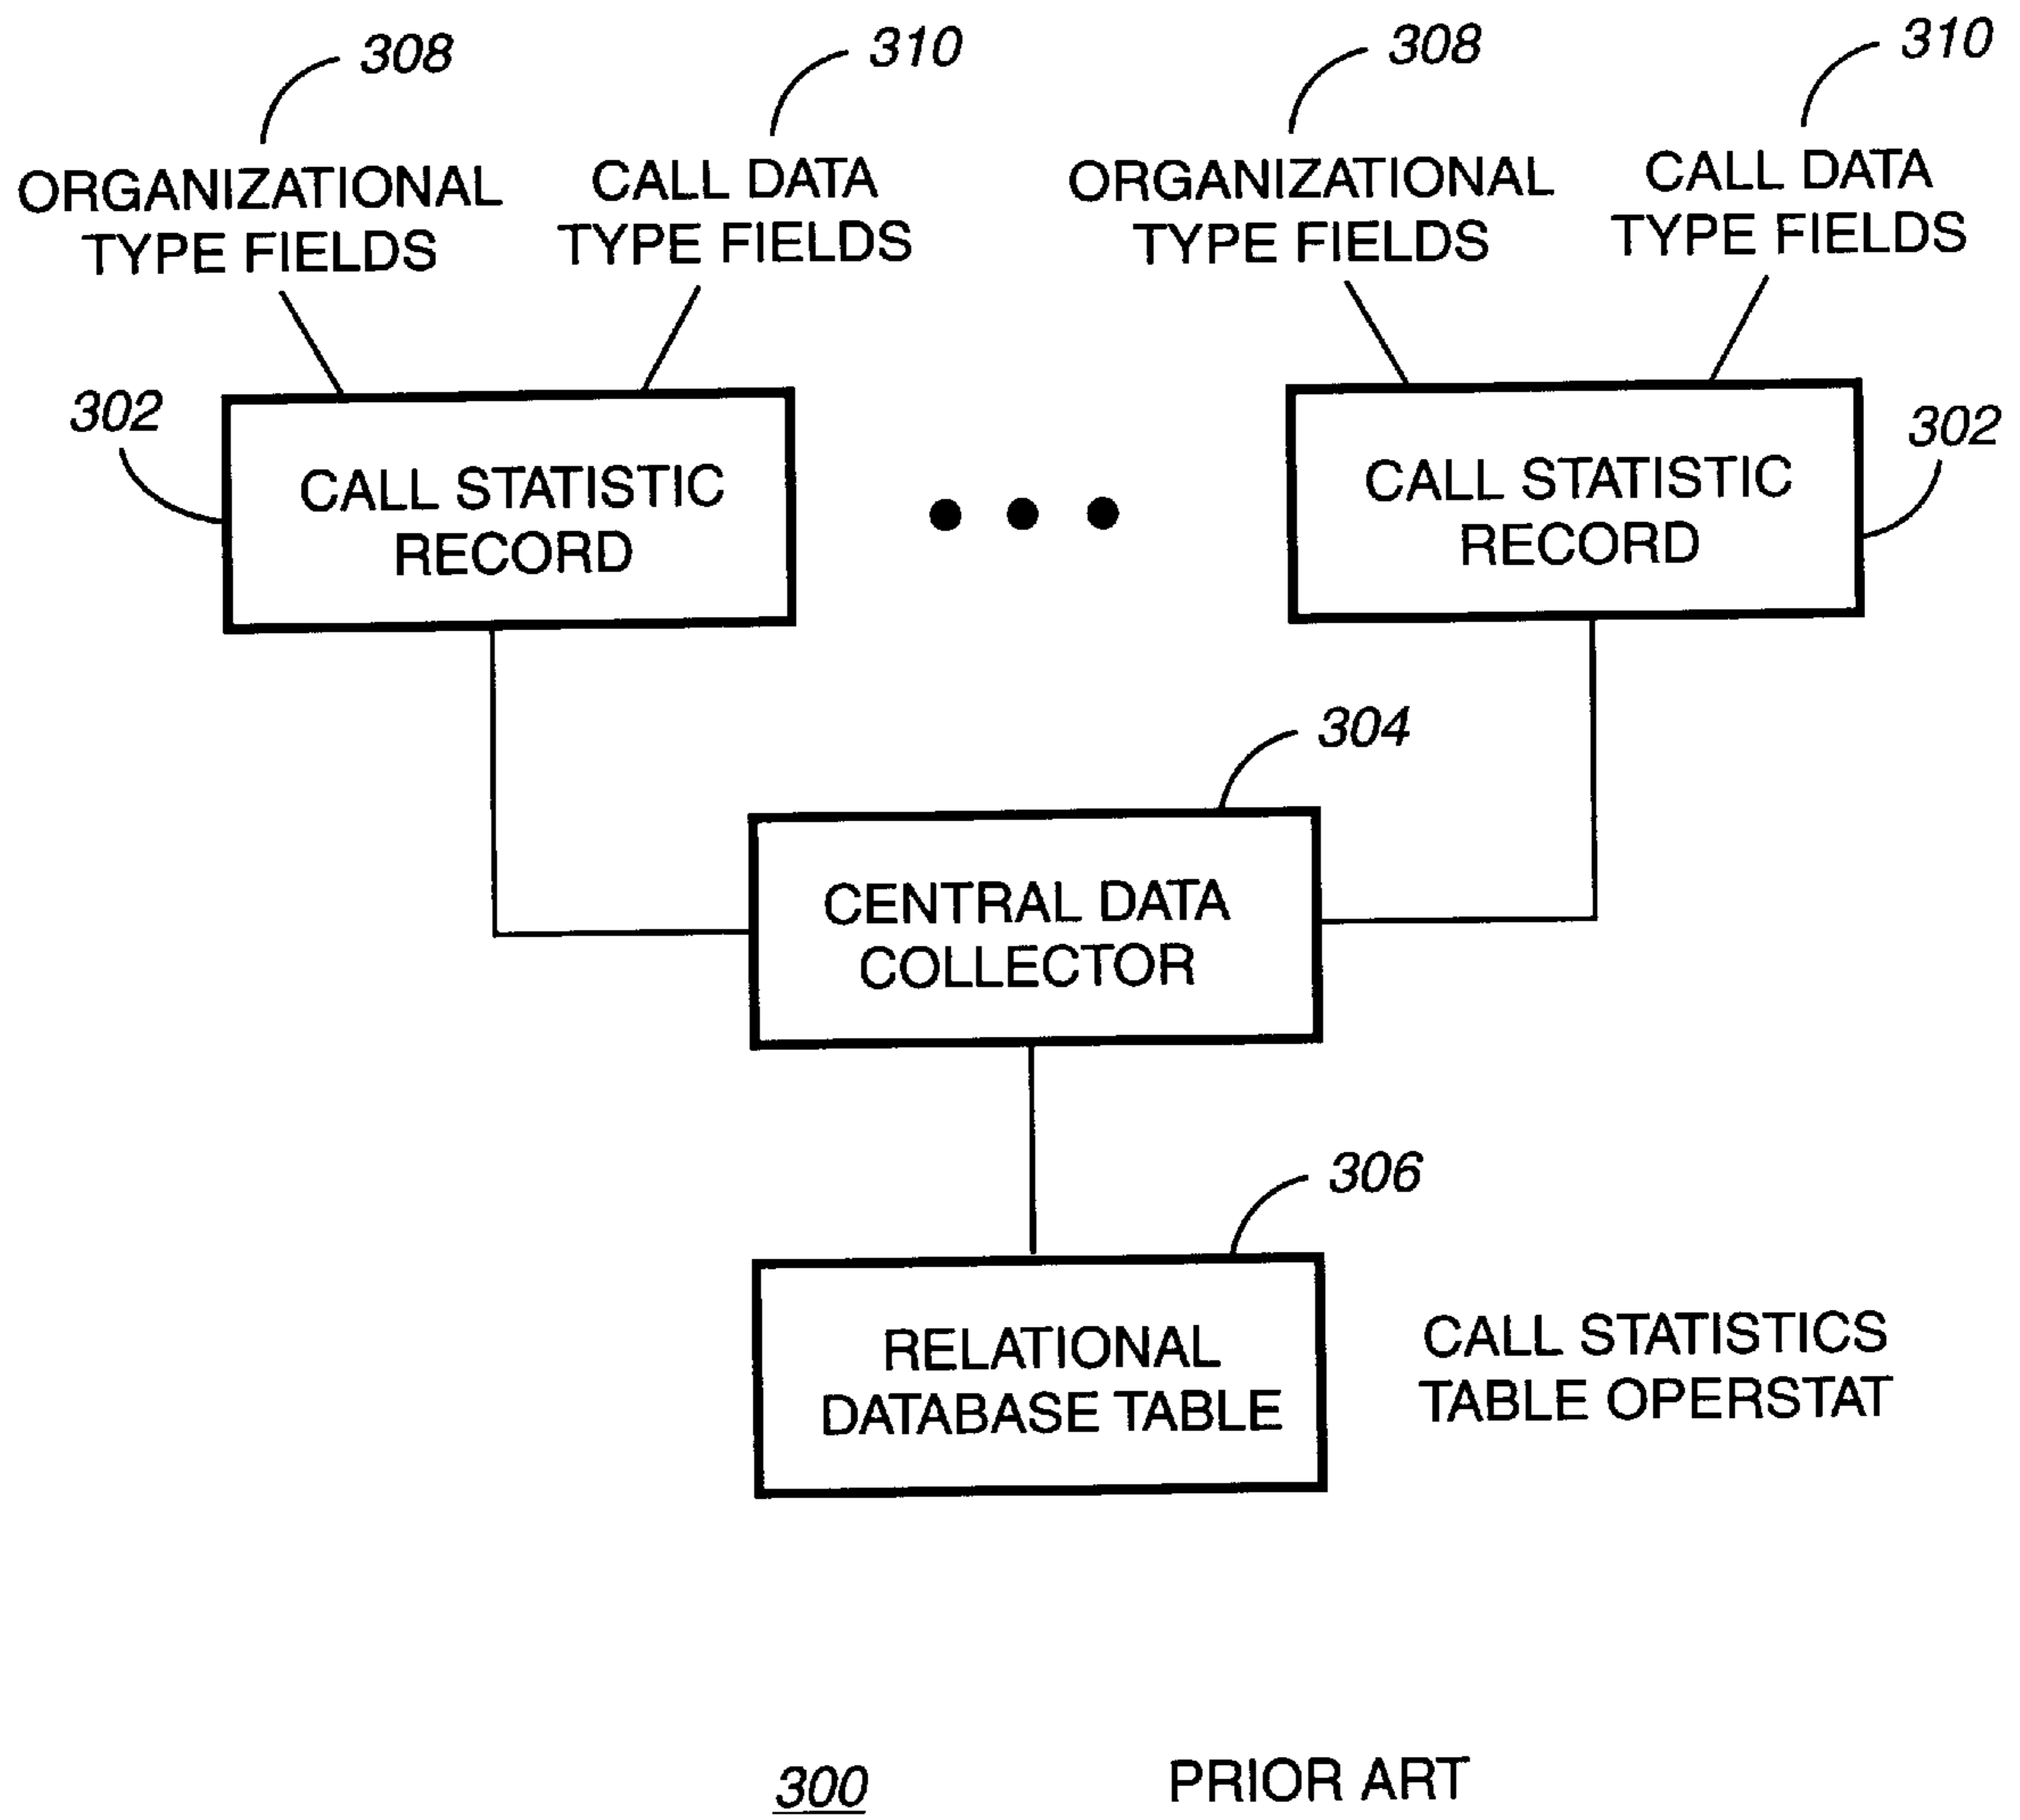 308
310
308
310
ORGANIZATIONAL
TYPE FIELDS
CALL DATA
TYPE FIELDS
ORGANIZATIONAL
TYPE FIELDS
CALL DATA
TYPE FIELDS
302
CALL STATISTIC
RECORD
CALL STATISTIC
RECORD
302
304
CENTRAL DATA
COLLECTOR
306
RELATIONAL
DATABASE TABLE
CALL STATISTICS
TABLE OPERSTAT
300
PRIOR ART